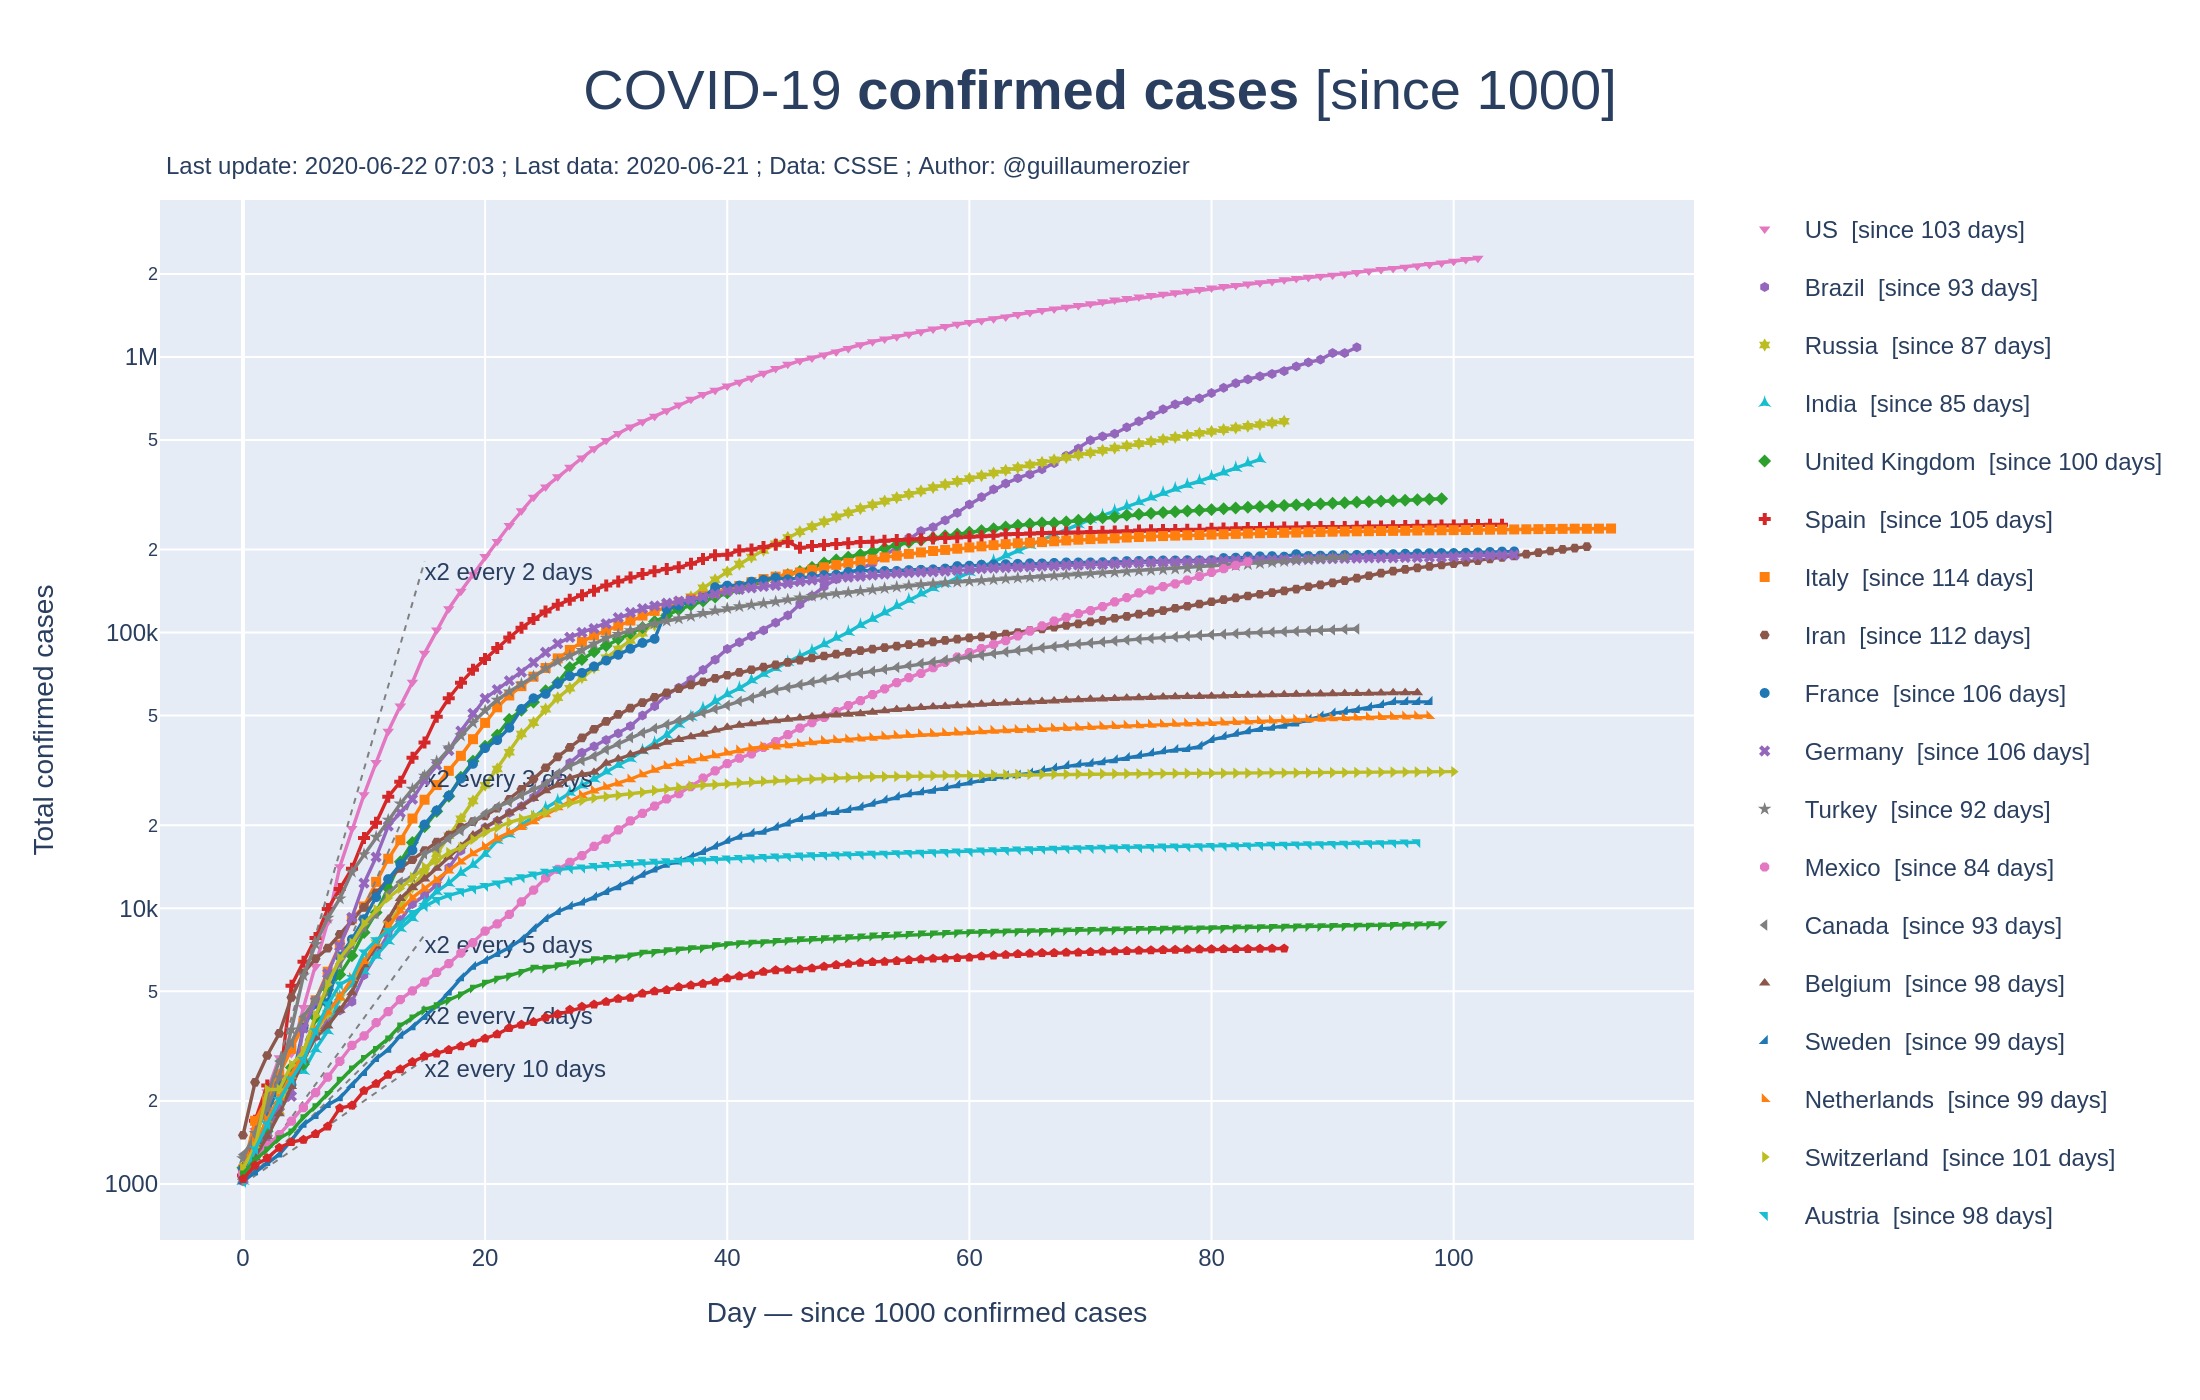 COVID-19 confirmed cases [since 1000]
Last update: 2020-06-22 07:03 ; Last data: 2020-06-21 ; Data: CSSE ; Author: @guillaumerozier
Total confirmed cases
2
1M
5
2
100k
5
2
10k
5
2
1000
x2 every 2 days
x2 every 3 days
x2 every 5 days
x2 every 7 days
x2 every 10 days
0 20 40 60 80 100
Day — since 1000 confirmed cases
US [since 103 days]
Brazil [since 93 days]
Russia [since 87 days]
India [since 85 days]
United Kingdom [since 100 days]
Spain [since 105 days]
Italy [since 114 days]
Iran [since 112 days]
France [since 106 days]
Germany [since 106 days]
Turkey [since 92 days]
Mexico [since 84 days]
Canada [since 93 days]
Belgium [since 98 days]
Sweden [since 99 days]
Netherlands [since 99 days]
Switzerland [since 101 days]
Austria [since 98 days]